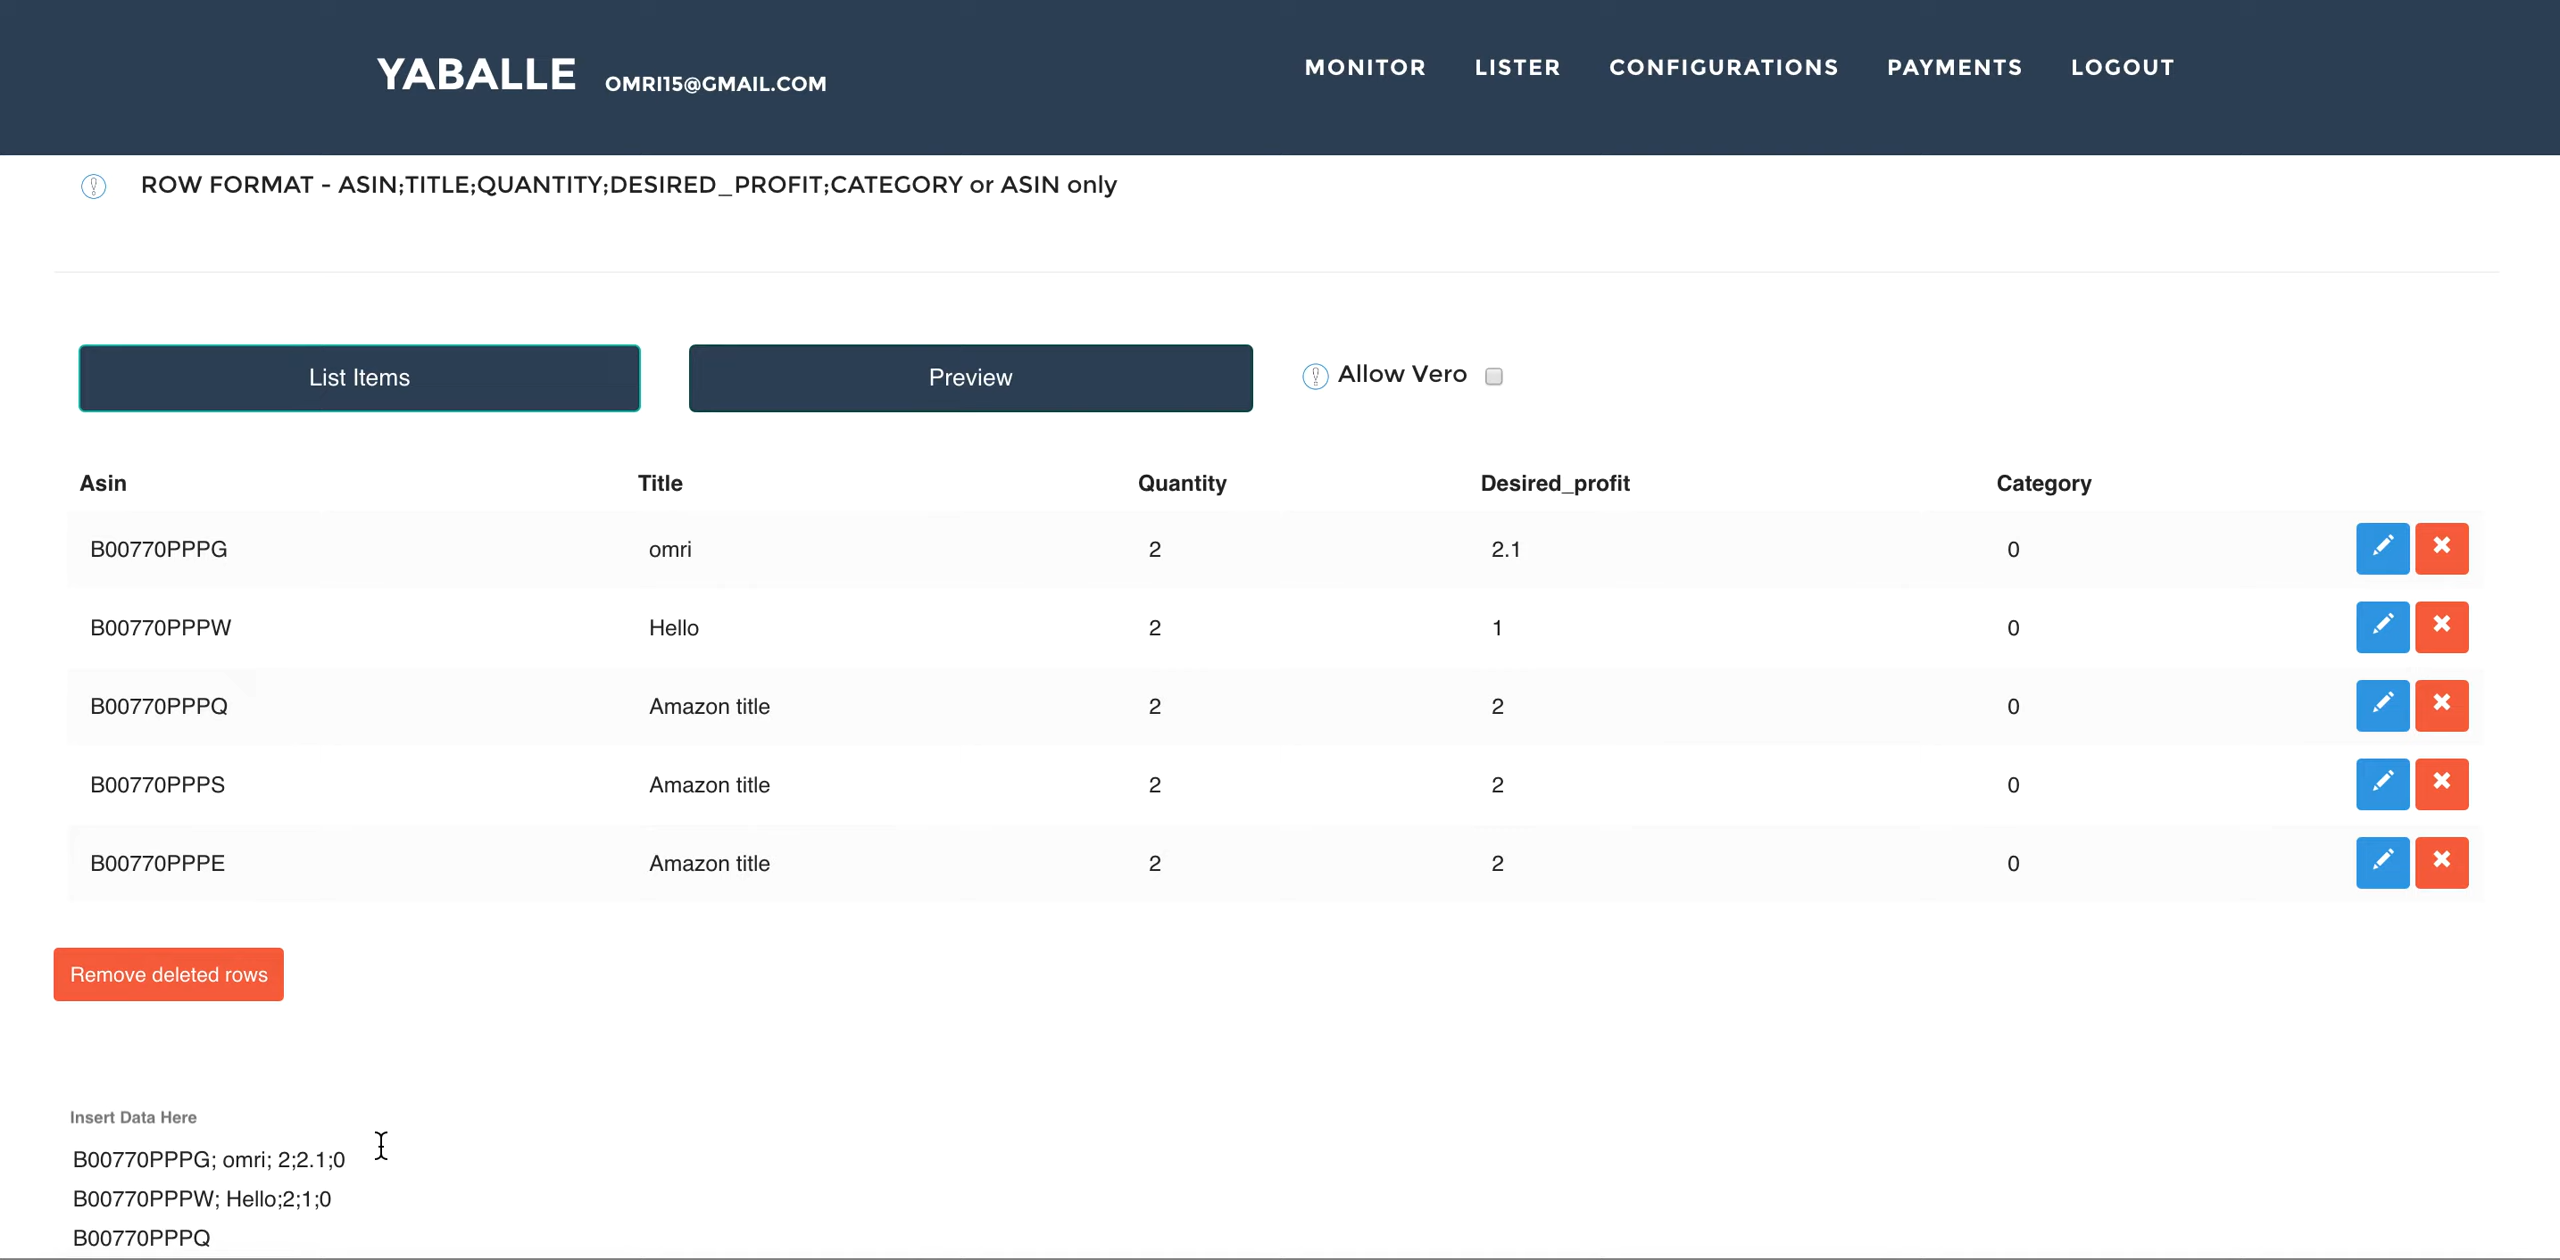 YABALLE OMRI15@GMAIL.COM MONITOR LISTER CONFIGURATIONS PAYMENTS LOGOUT
ROW FORMAT - ASIN;TITLE;QUANTITY;DESIRED_PROFIT;CATEGORY or ASIN only
List Items Preview Allow Vero
Asin Title Quantity Desired_profit Category
B00770PPPG omri 2 2.1 0
B00770PPPW Hello 2 1 0
B00770PPPQ Amazon title 2 2 0
B00770PPPS Amazon title 2 2 0
B00770PPPE Amazon title 2 2 0
Remove deleted rows
Insert Data Here
B00770PPPG; omri; 2;2.1;0
B00770PPPW; Hello;2;1;0
B00770PPPQ